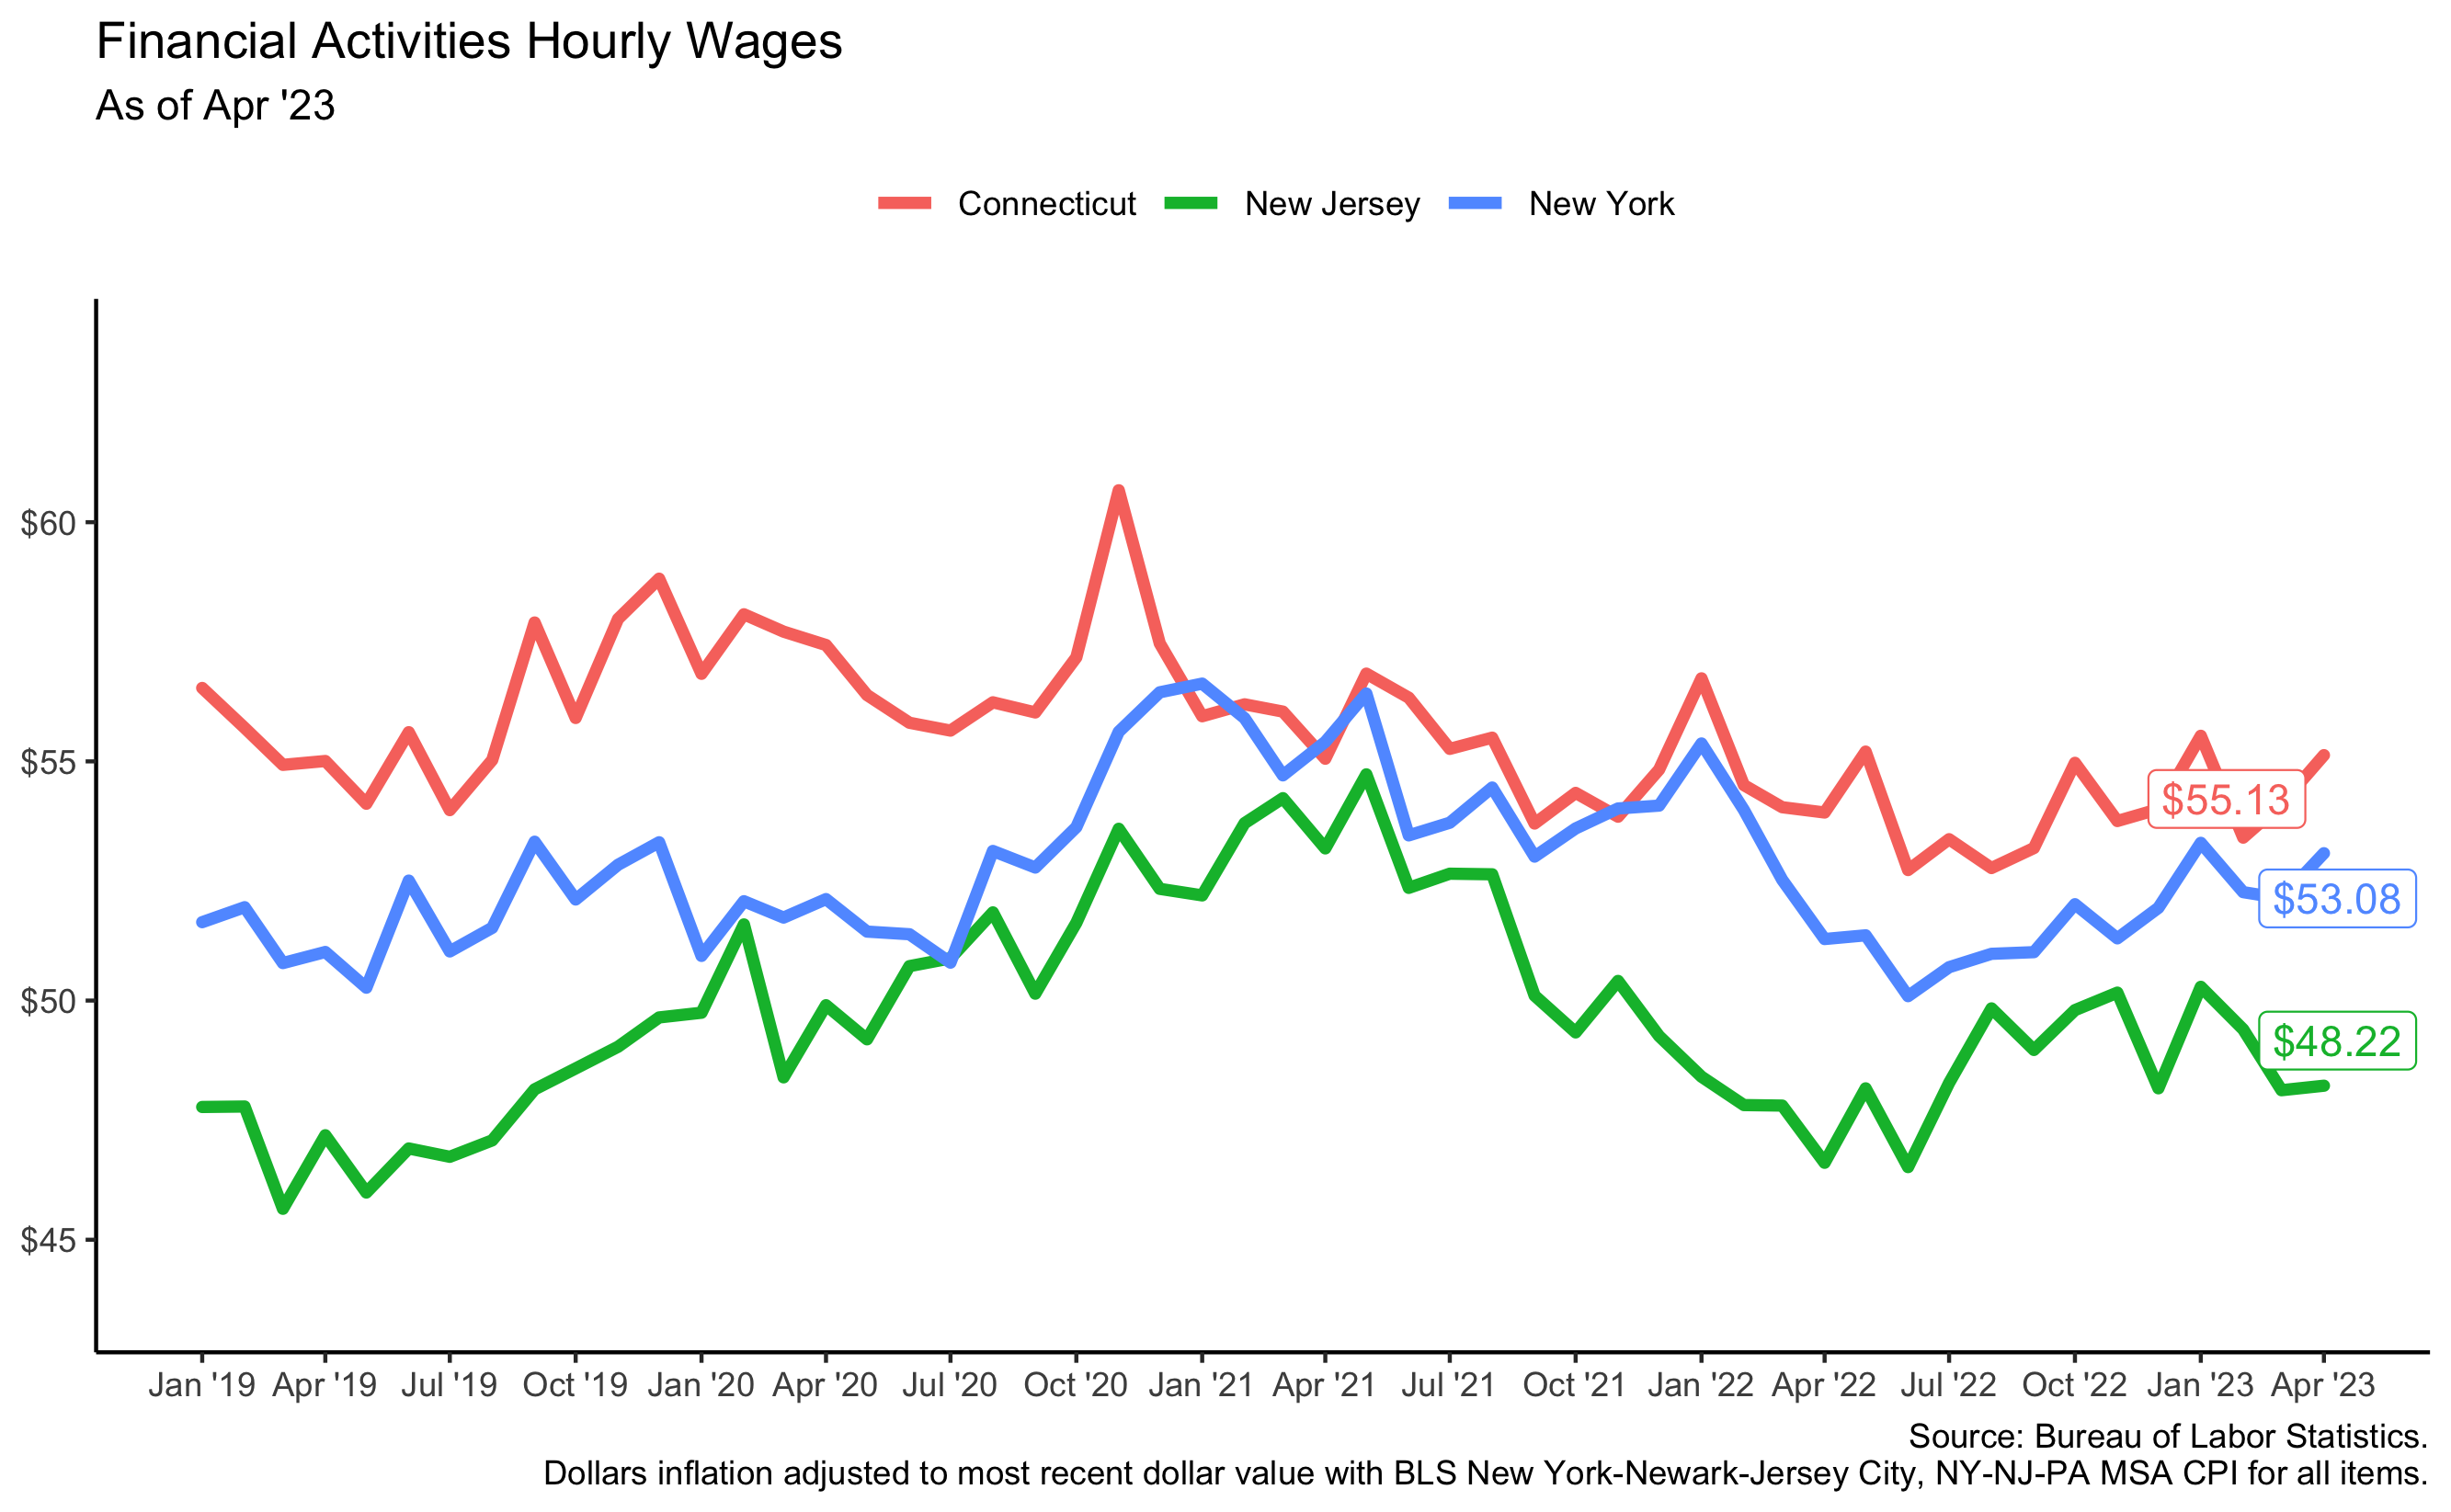 Financial Activities Hourly Wages
As of Apr '23
Connecticut New Jersey New York
$60
$55
$50
$45
$55.13
$53.08
$48.22
Jan '19 Apr '19 Jul '19 Oct '19 Jan '20 Apr '20 Jul '20 Oct '20 Jan '21 Apr '21 Jul '21 Oct '21 Jan '22 Apr '22 Jul '22 Oct '22 Jan '23 Apr '23
Source: Bureau of Labor Statistics.
Dollars inflation adjusted to most recent dollar value with BLS New York-Newark-Jersey City, NY-NJ-PA MSA CPI for all items.